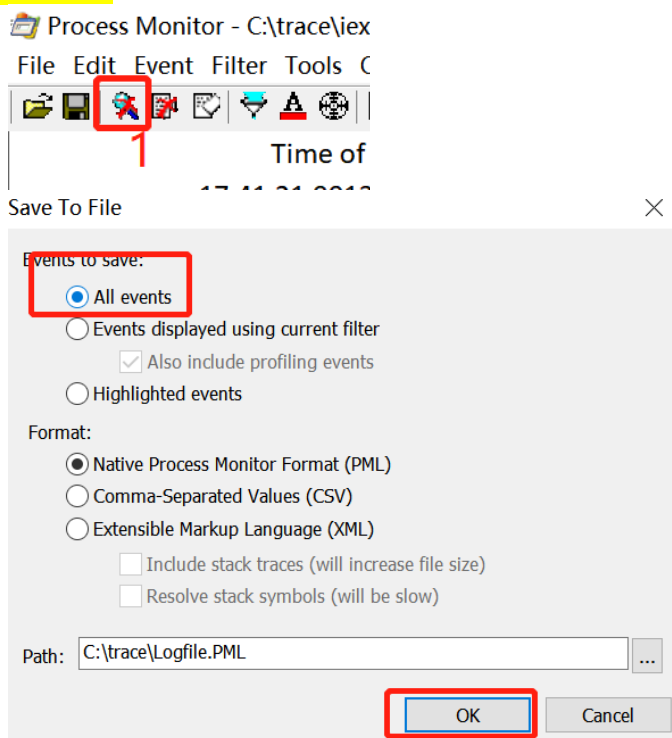 Process Monitor - C:\trace\iex
File Edit Event Filter Tools
1
Time of
Save To File
Events to save:
All events
Events displayed using current filter
Also include profiling events
Highlighted events
Format:
Native Process Monitor Format (PML)
Comma-Separated Values (CSV)
Extensible Markup Language (XML)
Include stack traces (will increase file size)
Resolve stack symbols (will be slow)
Path: C:\trace\Logfile.PML
...
OK Cancel